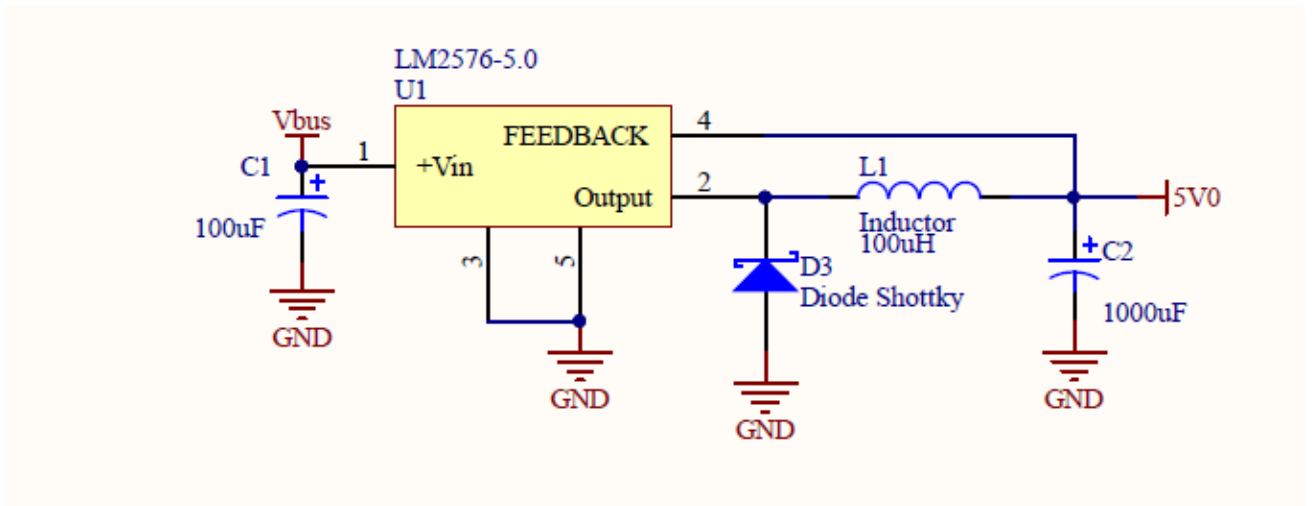 LM2576-5.0
U1
Vbus
FEEDBACK
4
1
+Vin
C1
+
L1
Output
2
5V0
100uF
Inductor
100uH
+
C2
3
5
D3
Diode Shottky
1000uF
GND
GND
GND
GND